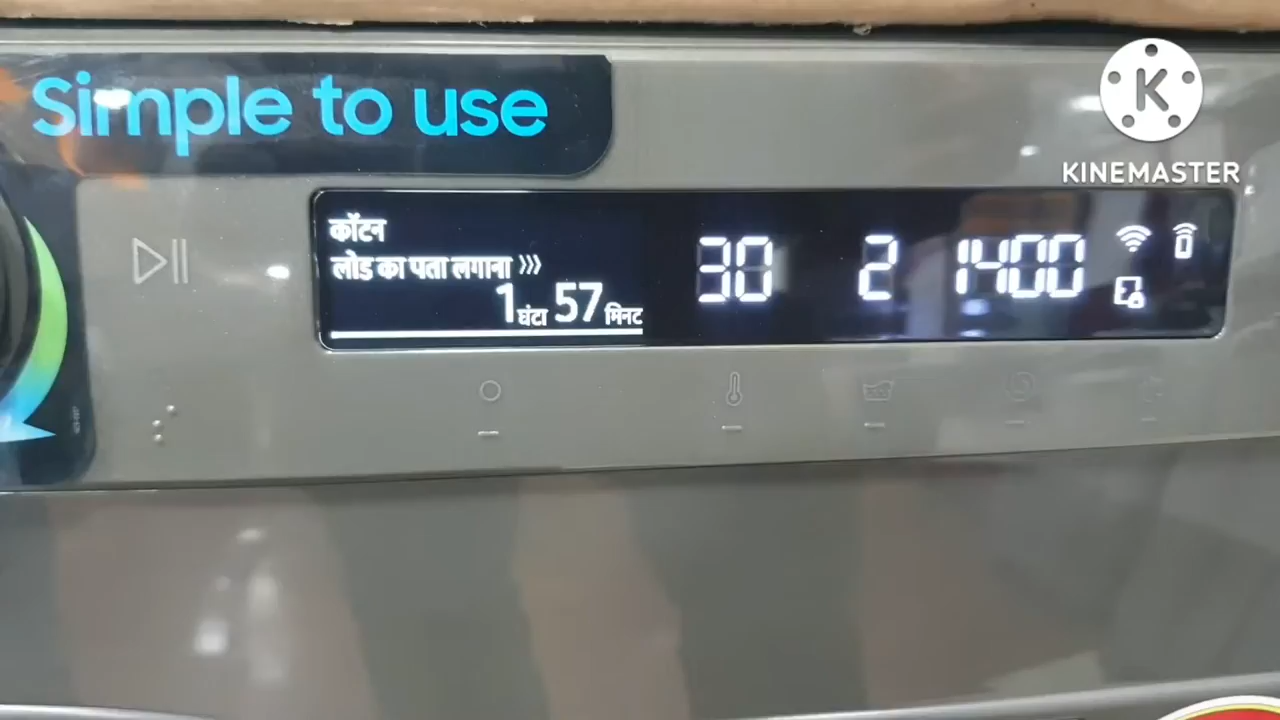 Simple to use
KINEMASTER
कॉटन
लोड का पता लगाना >>>
1 घंटा 57 मिनट
30 2 1400